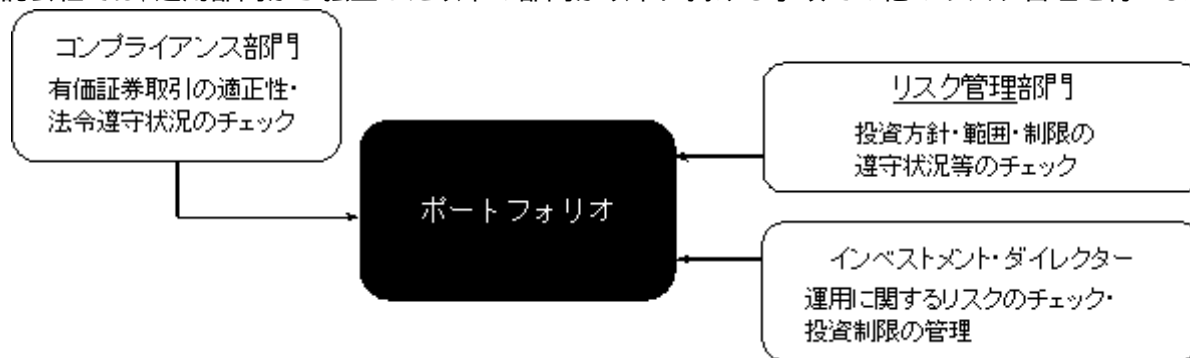 コンプライアンス部門
有価証券取引の適正性・
法令遵守状況のチェック
リスク管理部門
投資方針・範囲・制限の
遵守状況等のチェック
ポートフォリオ
インベストメント・ダイレクター
運用に関するリスクのチェック・
投資制限の管理